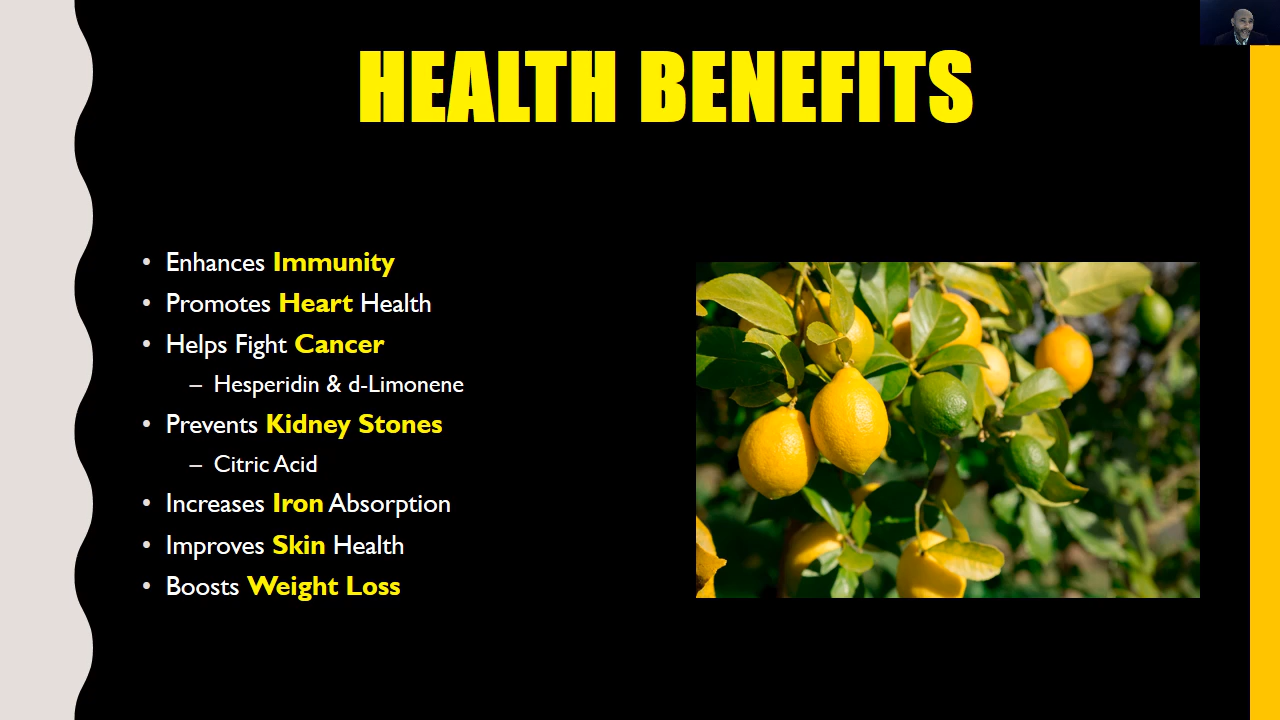 HEALTH BENEFITS
• Enhances Immunity
• Promotes Heart Health
• Helps Fight Cancer
– Hesperidin & d-Limonene
• Prevents Kidney Stones
– Citric Acid
• Increases Iron Absorption
• Improves Skin Health
• Boosts Weight Loss